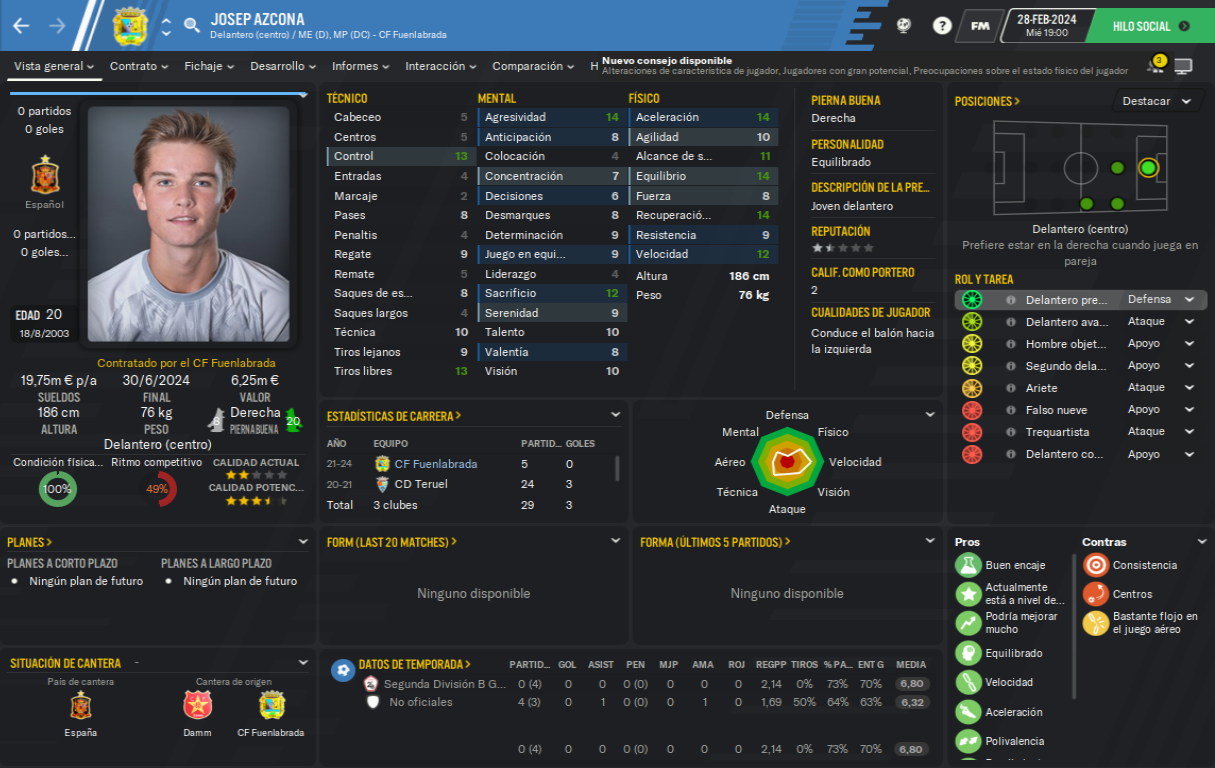 JOSEP AZCONA
Delantero (centro) / ME (D), MP (DC) - CF Fuenlabrada
?
FM
28-FEB-2024
Mié 19:00
HILO SOCIAL
Vista general
Contrato
Fichaje
Desarrollo
Informes
Interacción
Comparación
H
Nuevo consejo disponible
Alteraciones de característica de jugador, Jugadores con gran potencial, Preocupaciones sobre el estado físico del jugador
3
0 partidos
0 goles
Español
0 partidos...
0 goles...
EDAD 20
18/8/2003
Contratado por el CF Fuenlabrada
19,75m € p/a
SUELDOS
30/6/2024
FINAL
6,25m €
VALOR
186 cm
ALTURA
76 kg
PESO
8
Derecha
PIERNA BUENA
20
Delantero (centro)
Condición física...
100%
Ritmo competitivo
49%
CALIDAD ACTUAL
CALIDAD POTENC...
TÉCNICO
Cabeceo 5
Centros 5
Control 13
Entradas 4
Marcaje 2
Pases 8
Penaltis 4
Regate 9
Remate 5
Saques de es... 8
Saques largos 4
Técnica 10
Tiros lejanos 9
Tiros libres 13
MENTAL
Agresividad 14
Anticipación 8
Colocación 4
Concentración 7
Decisiones 6
Desmarques 8
Determinación 9
Juego en equi... 9
Liderazgo 4
Sacrificio 12
Serenidad 9
Talento 10
Valentía 8
Visión 10
FÍSICO
Aceleración 14
Agilidad 10
Alcance de s... 11
Equilibrio 14
Fuerza 8
Recuperació... 14
Resistencia 9
Velocidad 12
Altura 186 cm
Peso 76 kg
PIERNA BUENA
Derecha
PERSONALIDAD
Equilibrado
DESCRIPCIÓN DE LA PRE...
Joven delantero
REPUTACIÓN
CALIF. COMO PORTERO
2
CUALIDADES DE JUGADOR
Conduce el balón hacia
la izquierda
POSICIONES >
Destacar
Delantero (centro)
Prefiere estar en la derecha cuando juega en
pareja
ROL Y TAREA
Delantero pre... Defensa
Delantero ava... Ataque
Hombre objet... Apoyo
Segundo dela... Apoyo
Ariete Ataque
Falso nueve Apoyo
Trequartista Ataque
Delantero co... Apoyo
ESTADÍSTICAS DE CARRERA >
AÑO EQUIPO PARTID... GOLES
21-24 CF Fuenlabrada 5 0
20-21 CD Teruel 24 3
Total 3 clubes 29 3
Defensa
Mental Físico
Aéreo Velocidad
Técnica Visión
Ataque
PLANES >
PLANES A CORTO PLAZO
Ningún plan de futuro
PLANES A LARGO PLAZO
Ningún plan de futuro
FORM (LAST 20 MATCHES) >
Ninguno disponible
FORMA (ÚLTIMOS 5 PARTIDOS) >
Ninguno disponible
Pros
Buen encaje
Actualmente
está a nivel de...
Podría mejorar
mucho
Equilibrado
Velocidad
Aceleración
Polivalencia
Contras
Consistencia
Centros
Bastante flojo en
el juego aéreo
SITUACIÓN DE CANTERA -
País de cantera
España
Cantera de origen
Damm
CF Fuenlabrada
DATOS DE TEMPORADA > PARTID... GOL ASIST PEN MJP AMA ROJ REGPP TIROS % PA... ENT G MEDIA
Segunda División B G... 0 (4) 0 0 0 (0) 0 0 0 2,14 0% 73% 70% 6,80
No oficiales 4 (3) 0 1 0 (0) 0 1 0 1,69 50% 64% 63% 6,32
0 (4) 0 0 0 (0) 0 0 0 2,14 0% 73% 70% 6,80